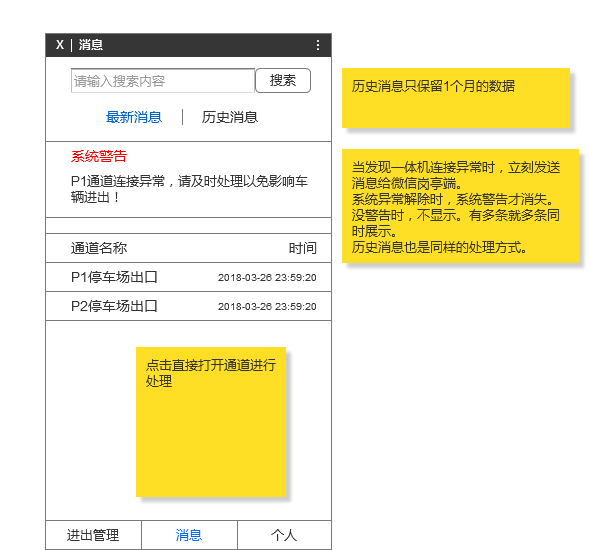 X | 消息
请输入搜索内容 搜索
最新消息 | 历史消息
系统警告
P1通道连接异常，请及时处理以免影响车
辆进出！
通道名称 时间
P1停车场出口 2018-03-26 23:59:20
P2停车场出口 2018-03-26 23:59:20
点击直接打开通道进行
处理
进出管理 消息 个人
历史消息只保留1个月的数据
当发现一体机连接异常时，立刻发送
消息给微信岗亭端。
系统异常解除时，系统警告才消失。
没警告时，不显示。有多条就多条同
时展示。
历史消息也是同样的处理方式。